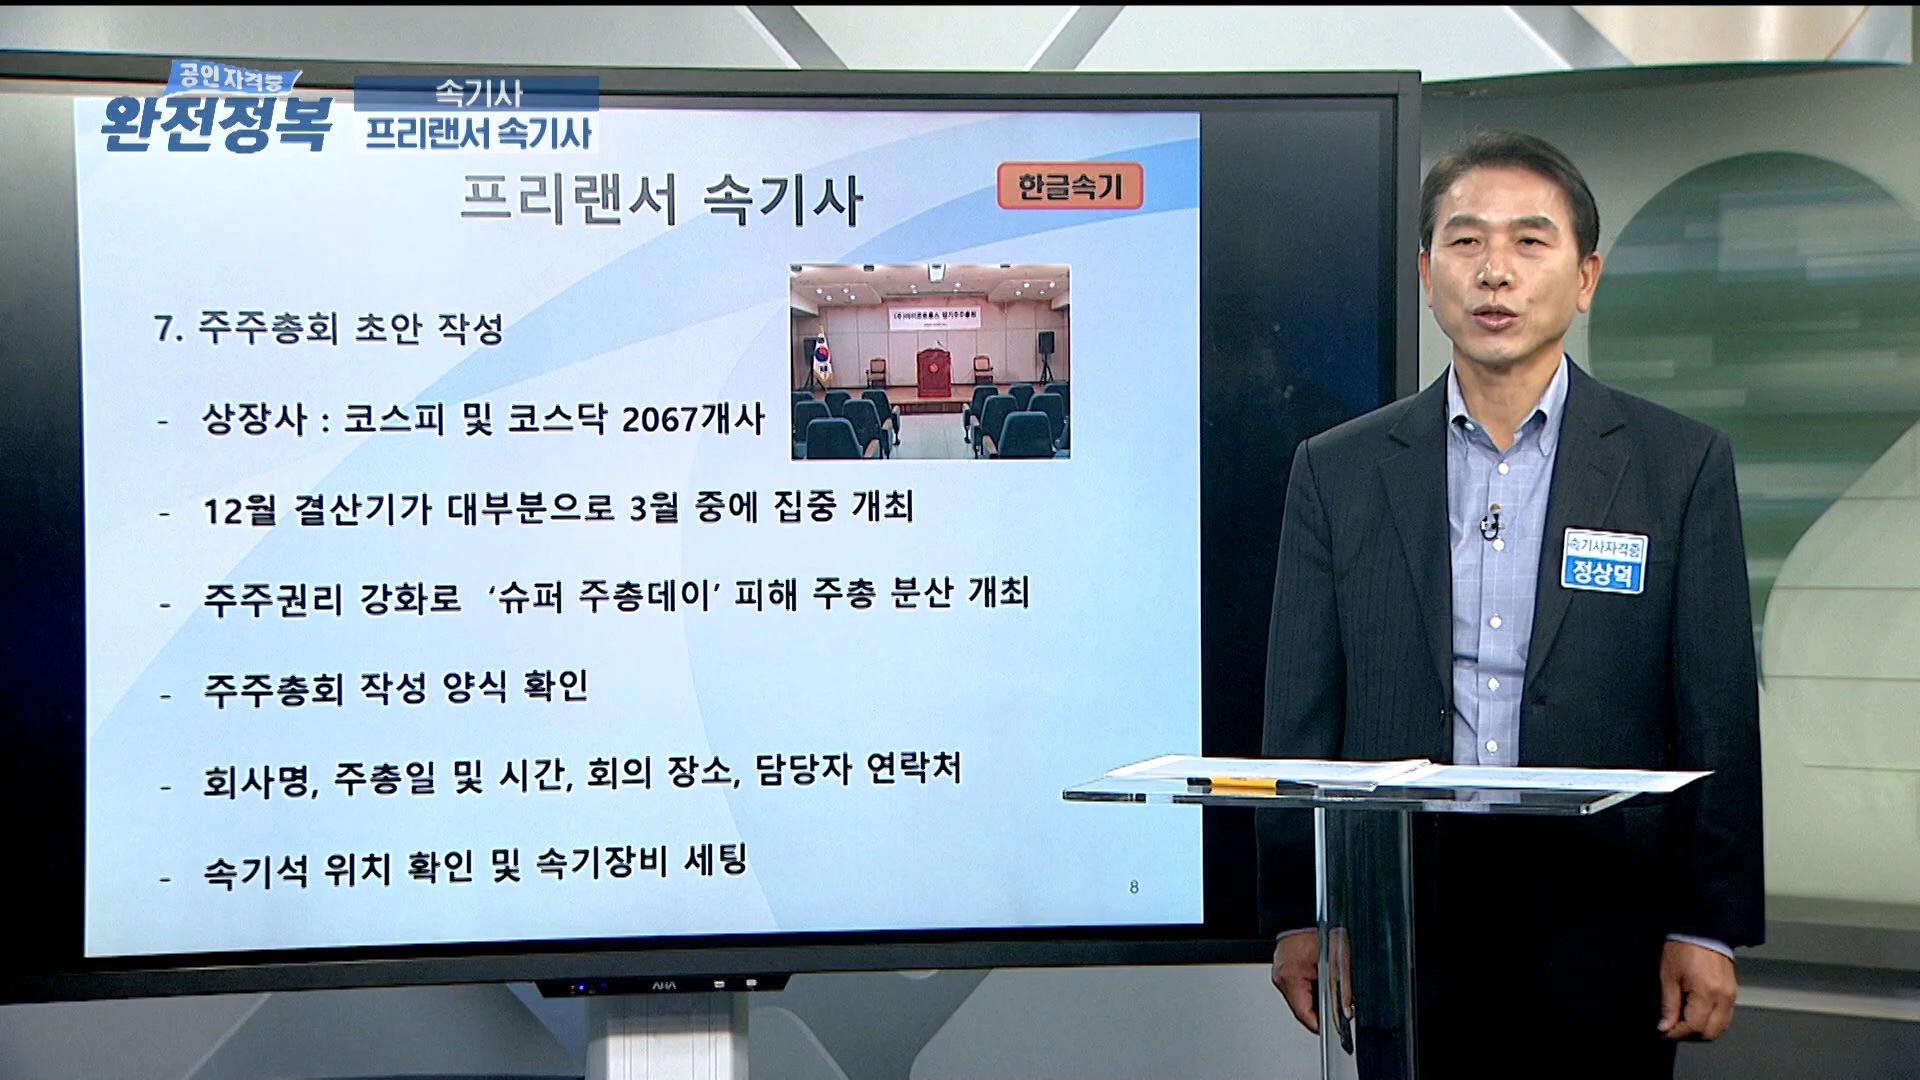 공인 자격증
완전정복
속기사
프리랜서 속기사
프리랜서 속기사
한글속기
7. 주주총회 초안 작성
- 상장사 : 코스피 및 코스닥 2067개사
- 12월 결산기가 대부분으로 3월 중에 집중 개최
- 주주권리 강화로 ‘슈퍼 주총데이’ 피해 주총 분산 개최
- 주주총회 작성 양식 확인
- 회사명, 주총일 및 시간, 회의 장소, 담당자 연락처
- 속기석 위치 확인 및 속기장비 세팅
8
속기사자격증
정상덕
AHA